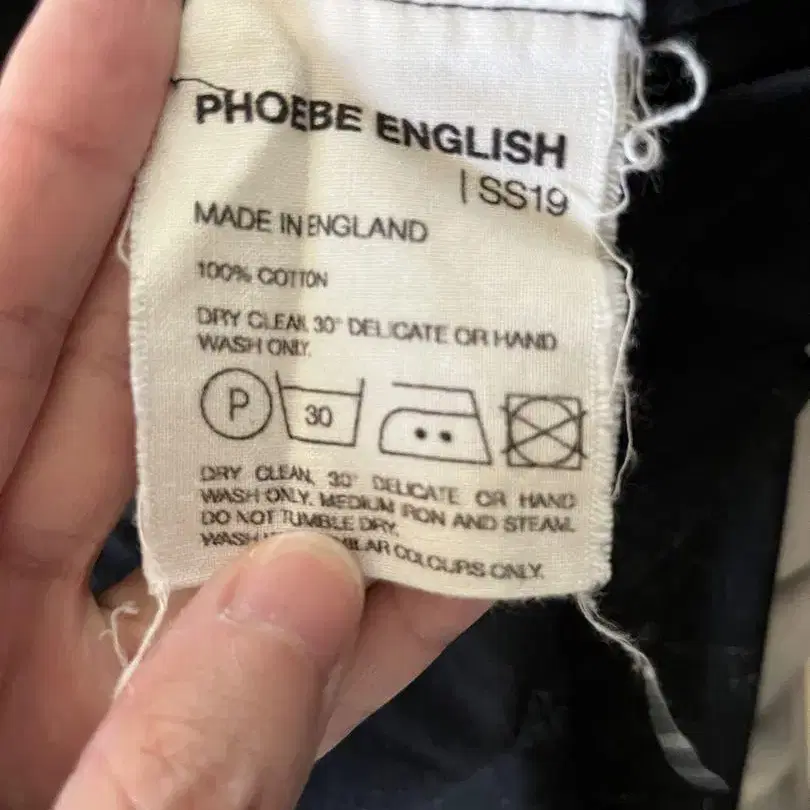 PHOEBE ENGLISH
| SS19
MADE IN ENGLAND
100% COTTON
DRY CLEAN, 30° DELICATE OR HAND
WASH ONLY.
P 30
DRY CLEAN, 30° DELICATE OR HAND
WASH ONLY. MEDIUM IRON AND STEAM.
DO NOT TUMBLE DRY.
WASH COLOURS ONLY.